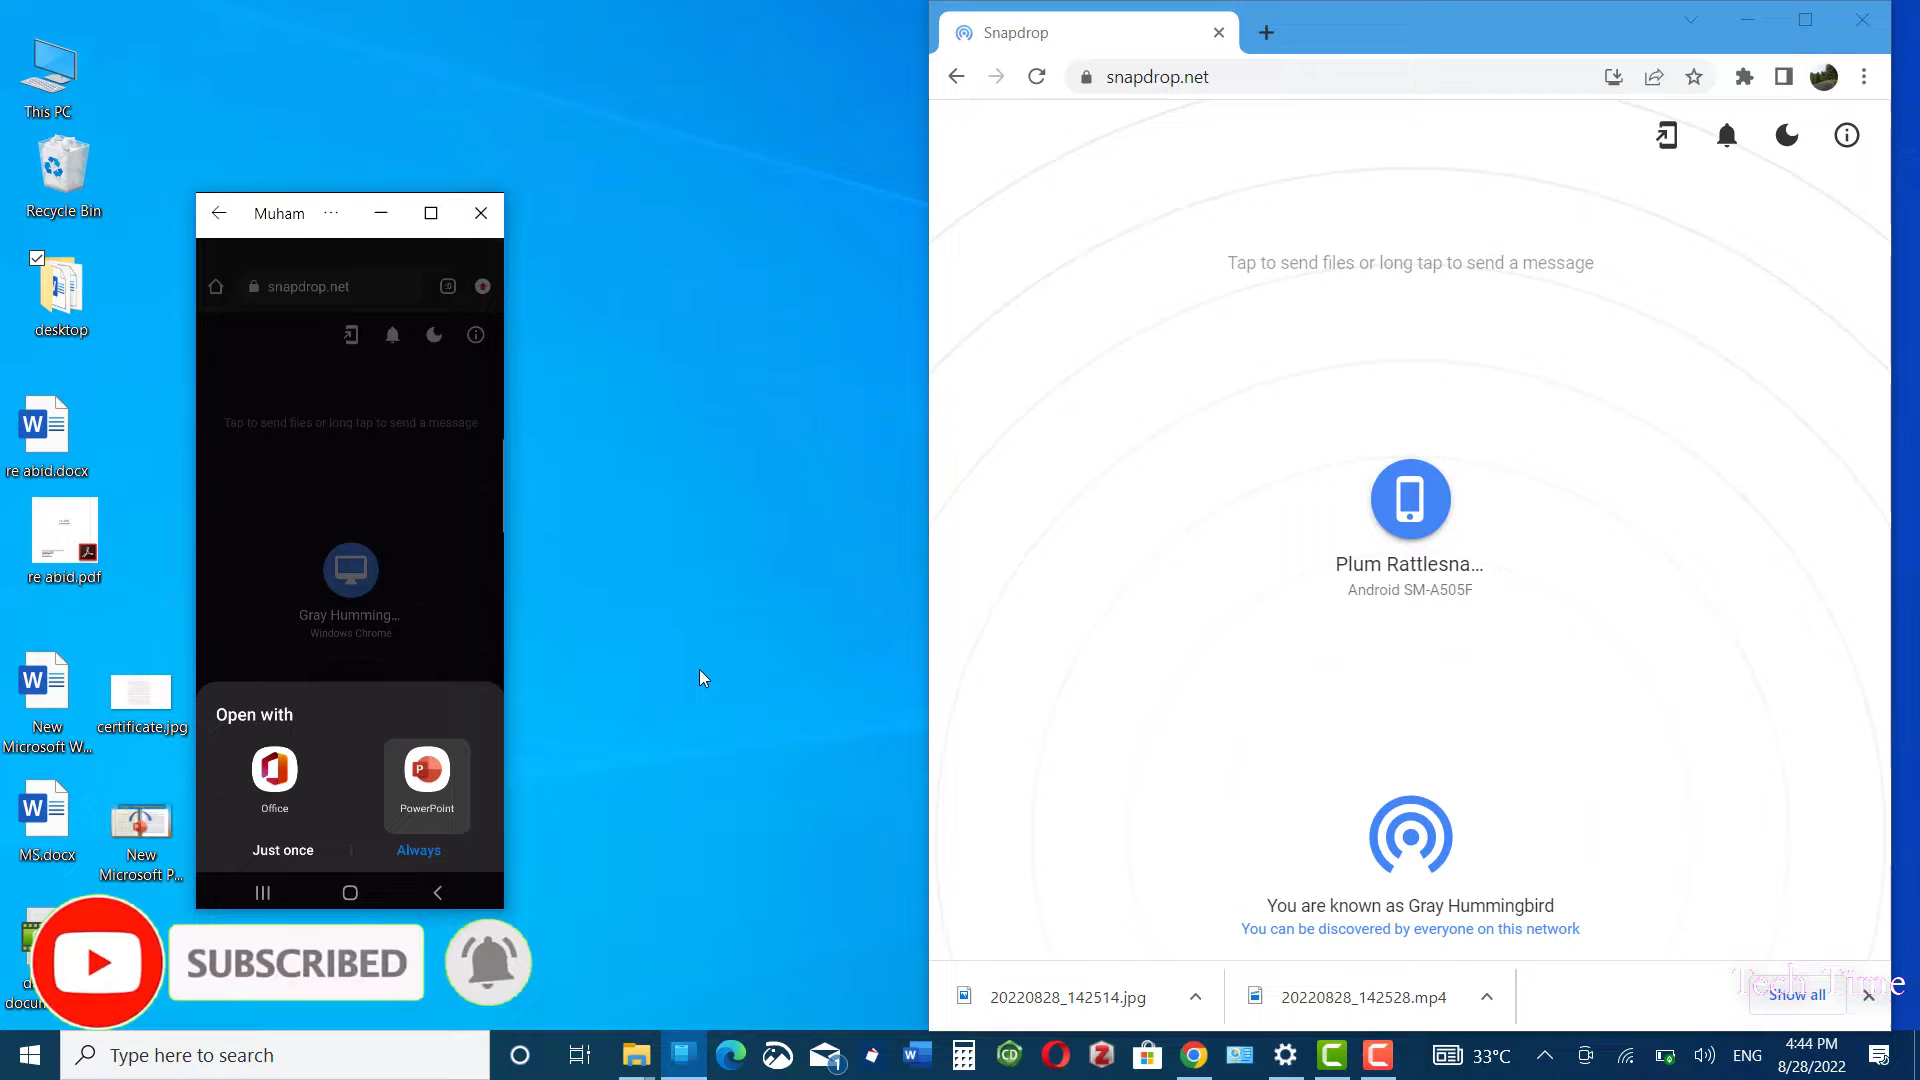 This PC
Recycle Bin
desktop
re abid.docx
re abid.pdf
New
Microsoft W...
certificate.jpg
MS.docx
New
Microsoft P...
Muham ...
snapdrop.net
:D
Tap to send files or long tap to send a message
Gray Humming...
Windows Chrome
Open with
Office
PowerPoint
Just once
Always
SUBSCRIBED
Snapdrop
snapdrop.net
Tap to send files or long tap to send a message
Plum Rattlesna...
Android SM-A505F
You are known as Gray Hummingbird
You can be discovered by everyone on this network
20220828_142514.jpg
20220828_142528.mp4
Show all
Tech Time
Type here to search
1
33°C
ENG
4:44 PM
8/28/2022